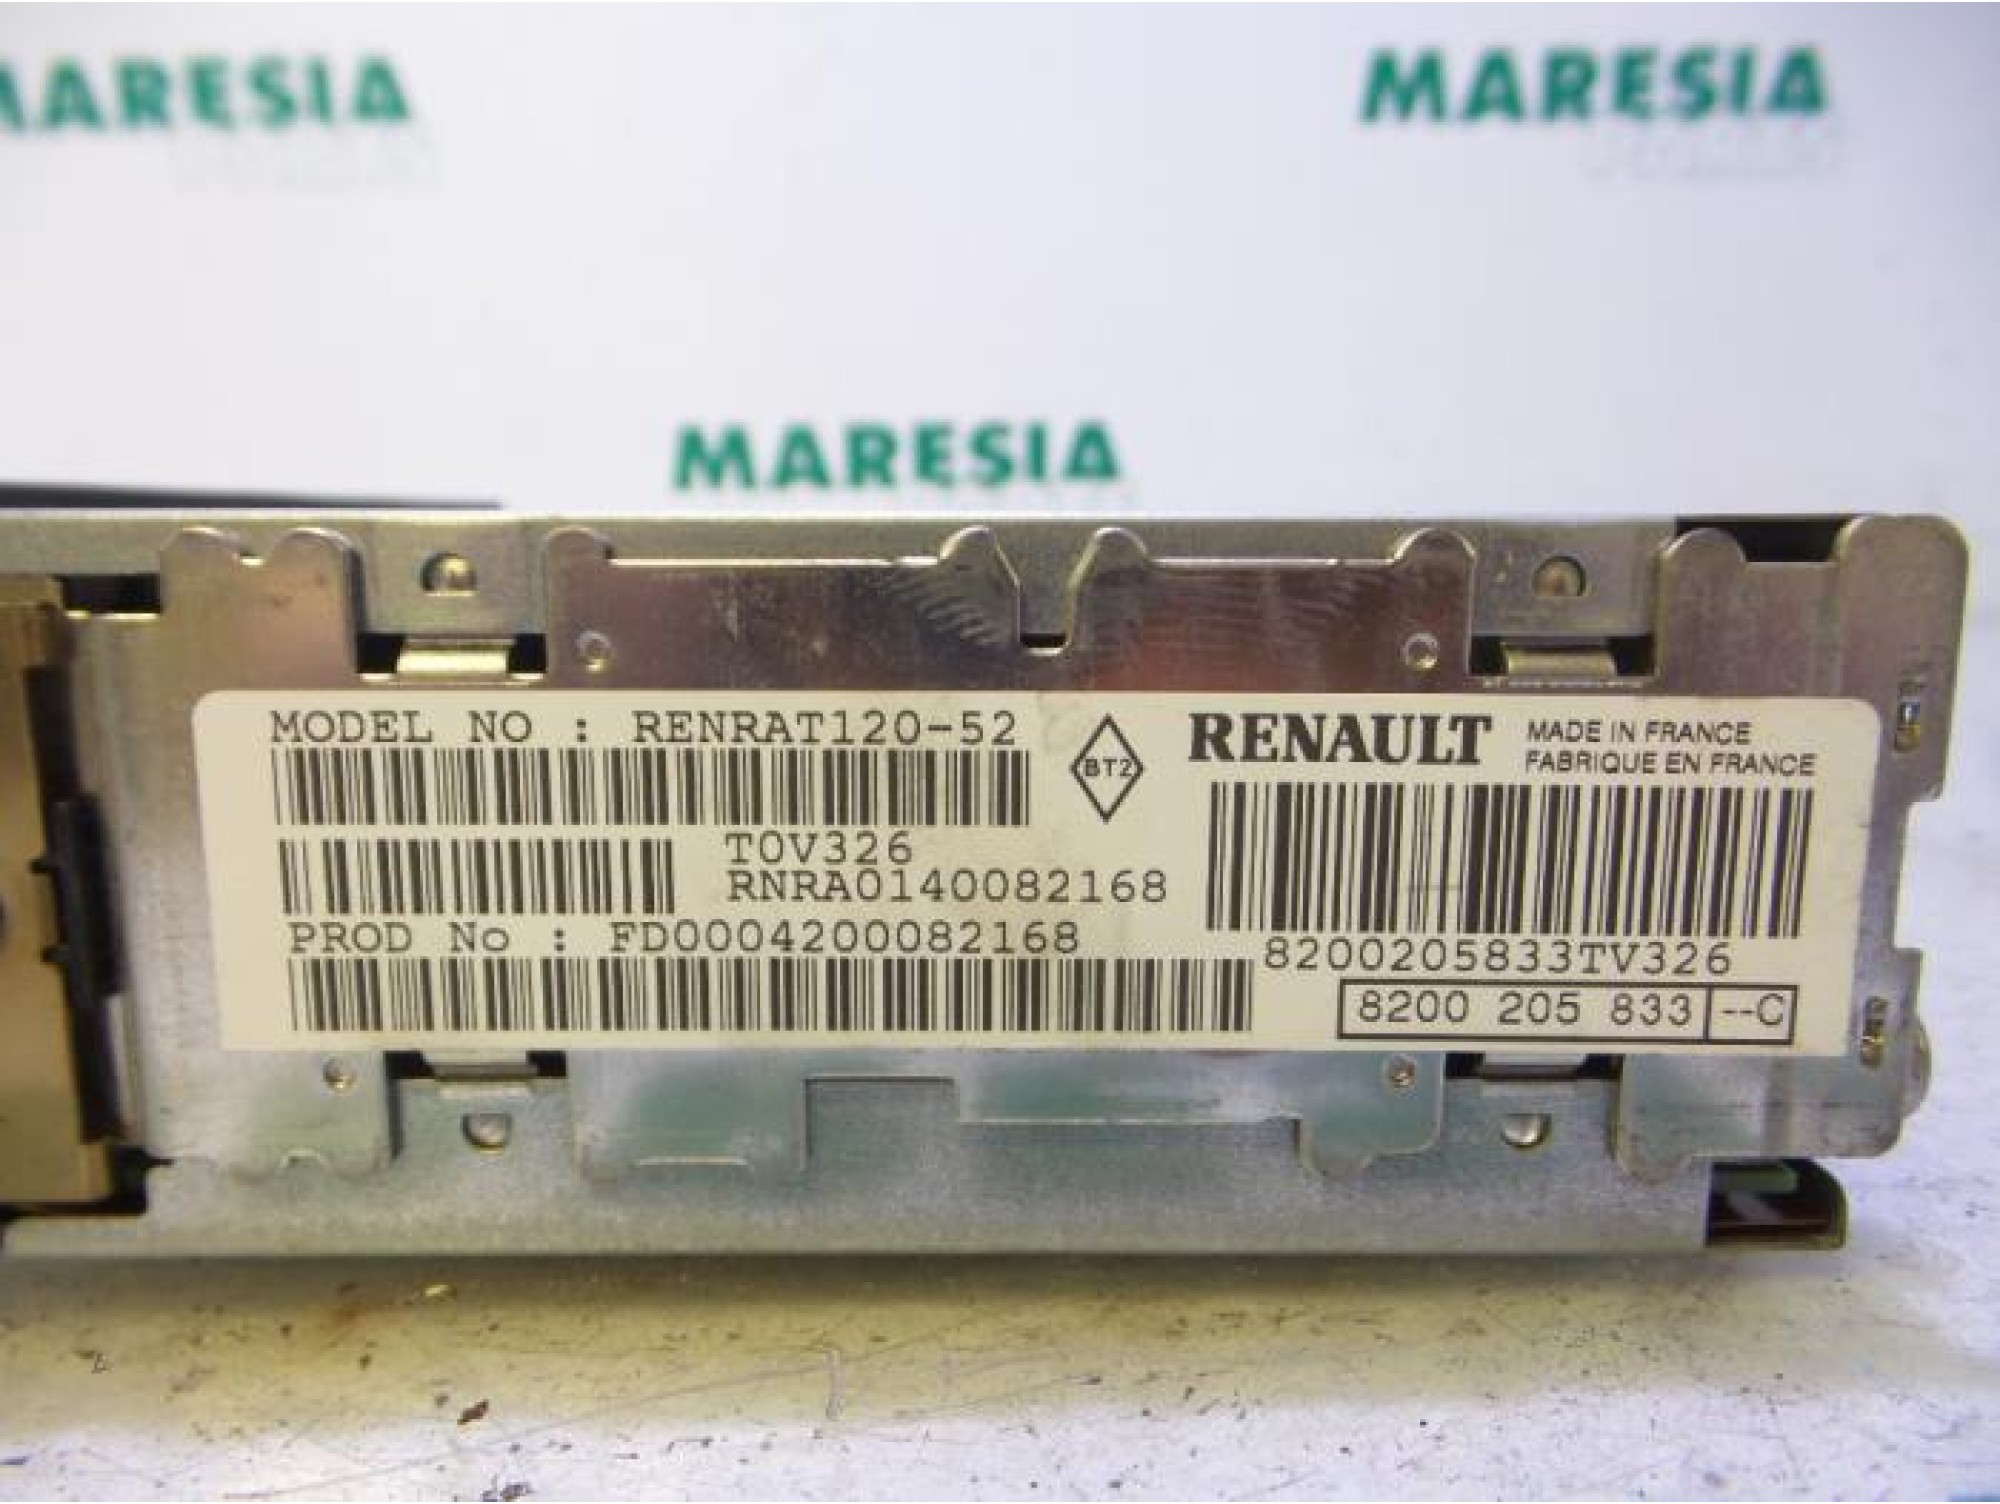 MARESIA
MARESIA
MARESIA
MODEL NO : RENRAT120-52
BT2
RENAULT
MADE IN FRANCE
FABRIQUE EN FRANCE
T0V326
RNRA0140082168
PROD No : FD0004200082168
8200205833TV326
8200 205 833 --C